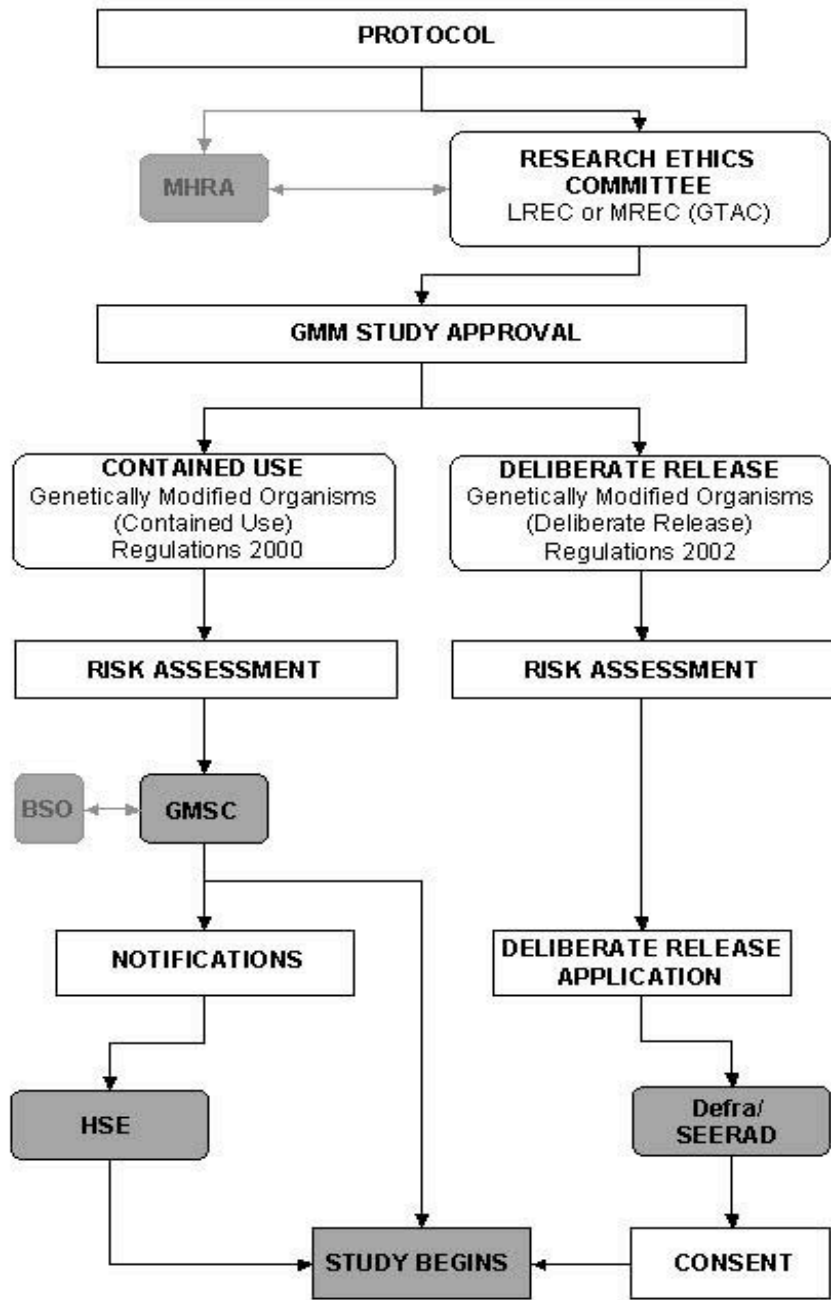 PROTOCOL
MHRA
RESEARCH ETHICS
COMMITTEE
LREC or MREC (GTAC)
GMM STUDY APPROVAL
CONTAINED USE
Genetically Modified Organisms
(Contained Use)
Regulations 2000
DELIBERATE RELEASE
Genetically Modified Organisms
(Deliberate Release)
Regulations 2002
RISK ASSESSMENT
RISK ASSESSMENT
BSO
GMSC
NOTIFICATIONS
DELIBERATE RELEASE
APPLICATION
HSE
Defra/
SEERAD
STUDY BEGINS
CONSENT